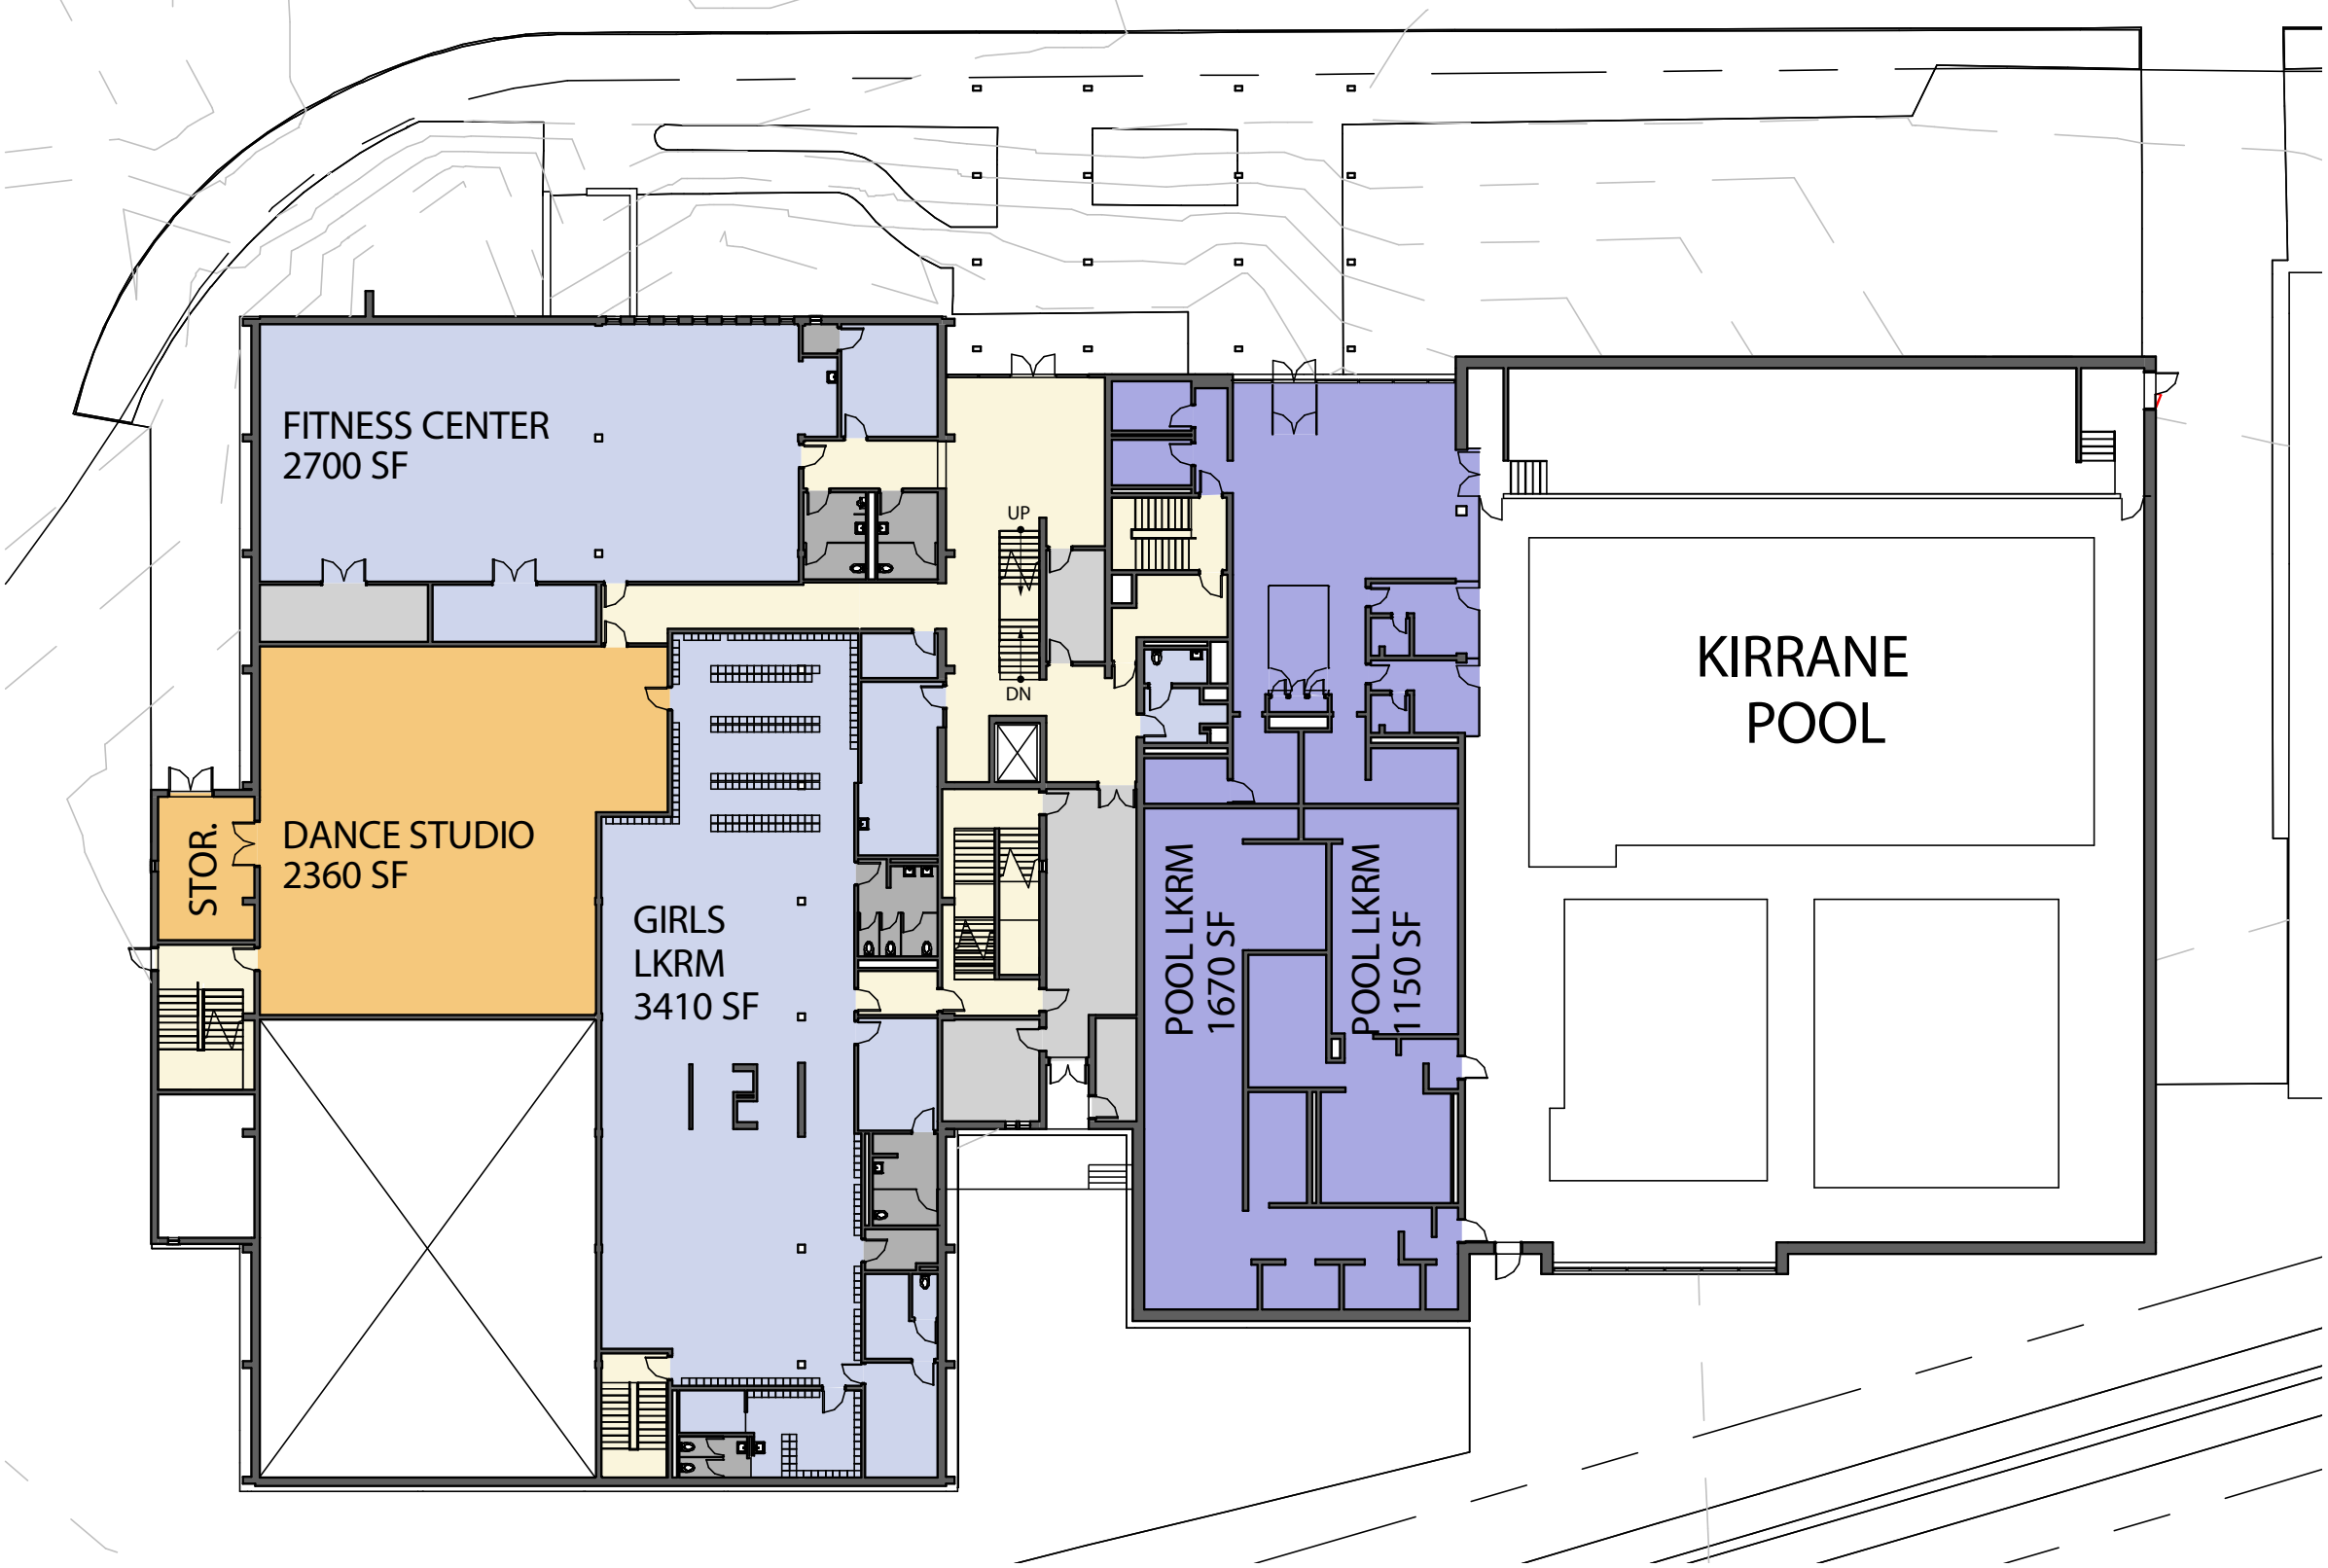 FITNESS CENTER
2700 SF
UP
DN
KIRRANE
POOL
STOR.
DANCE STUDIO
2360 SF
GIRLS
LKRM
3410 SF
POOL LKRM
1670 SF
POOL LKRM
1150 SF